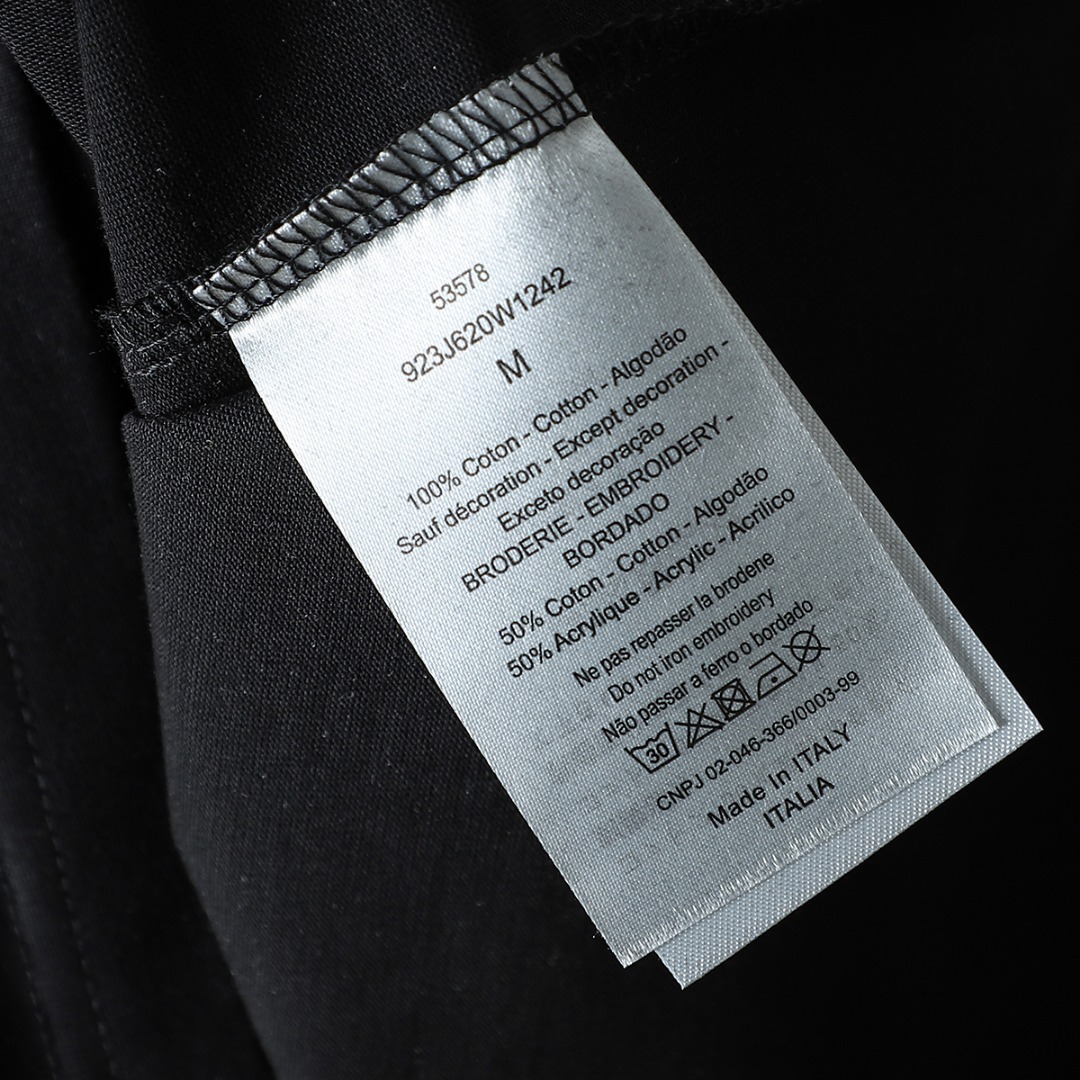 53578
923J620W1242
M
100% Coton - Cotton - Algodão
Sauf décoration - Except decoration -
Exceto decoração
BRODERIE - EMBROIDERY -
BORDADO
50% Coton - Cotton - Algodão
50% Acrylique - Acrylic - Acrilico
Ne pas repasser la brodene
Do not iron embroidery
Não passar a ferro o bordado
30
CNPJ 02-046-366/0003-99
Made In ITALY
ITALIA